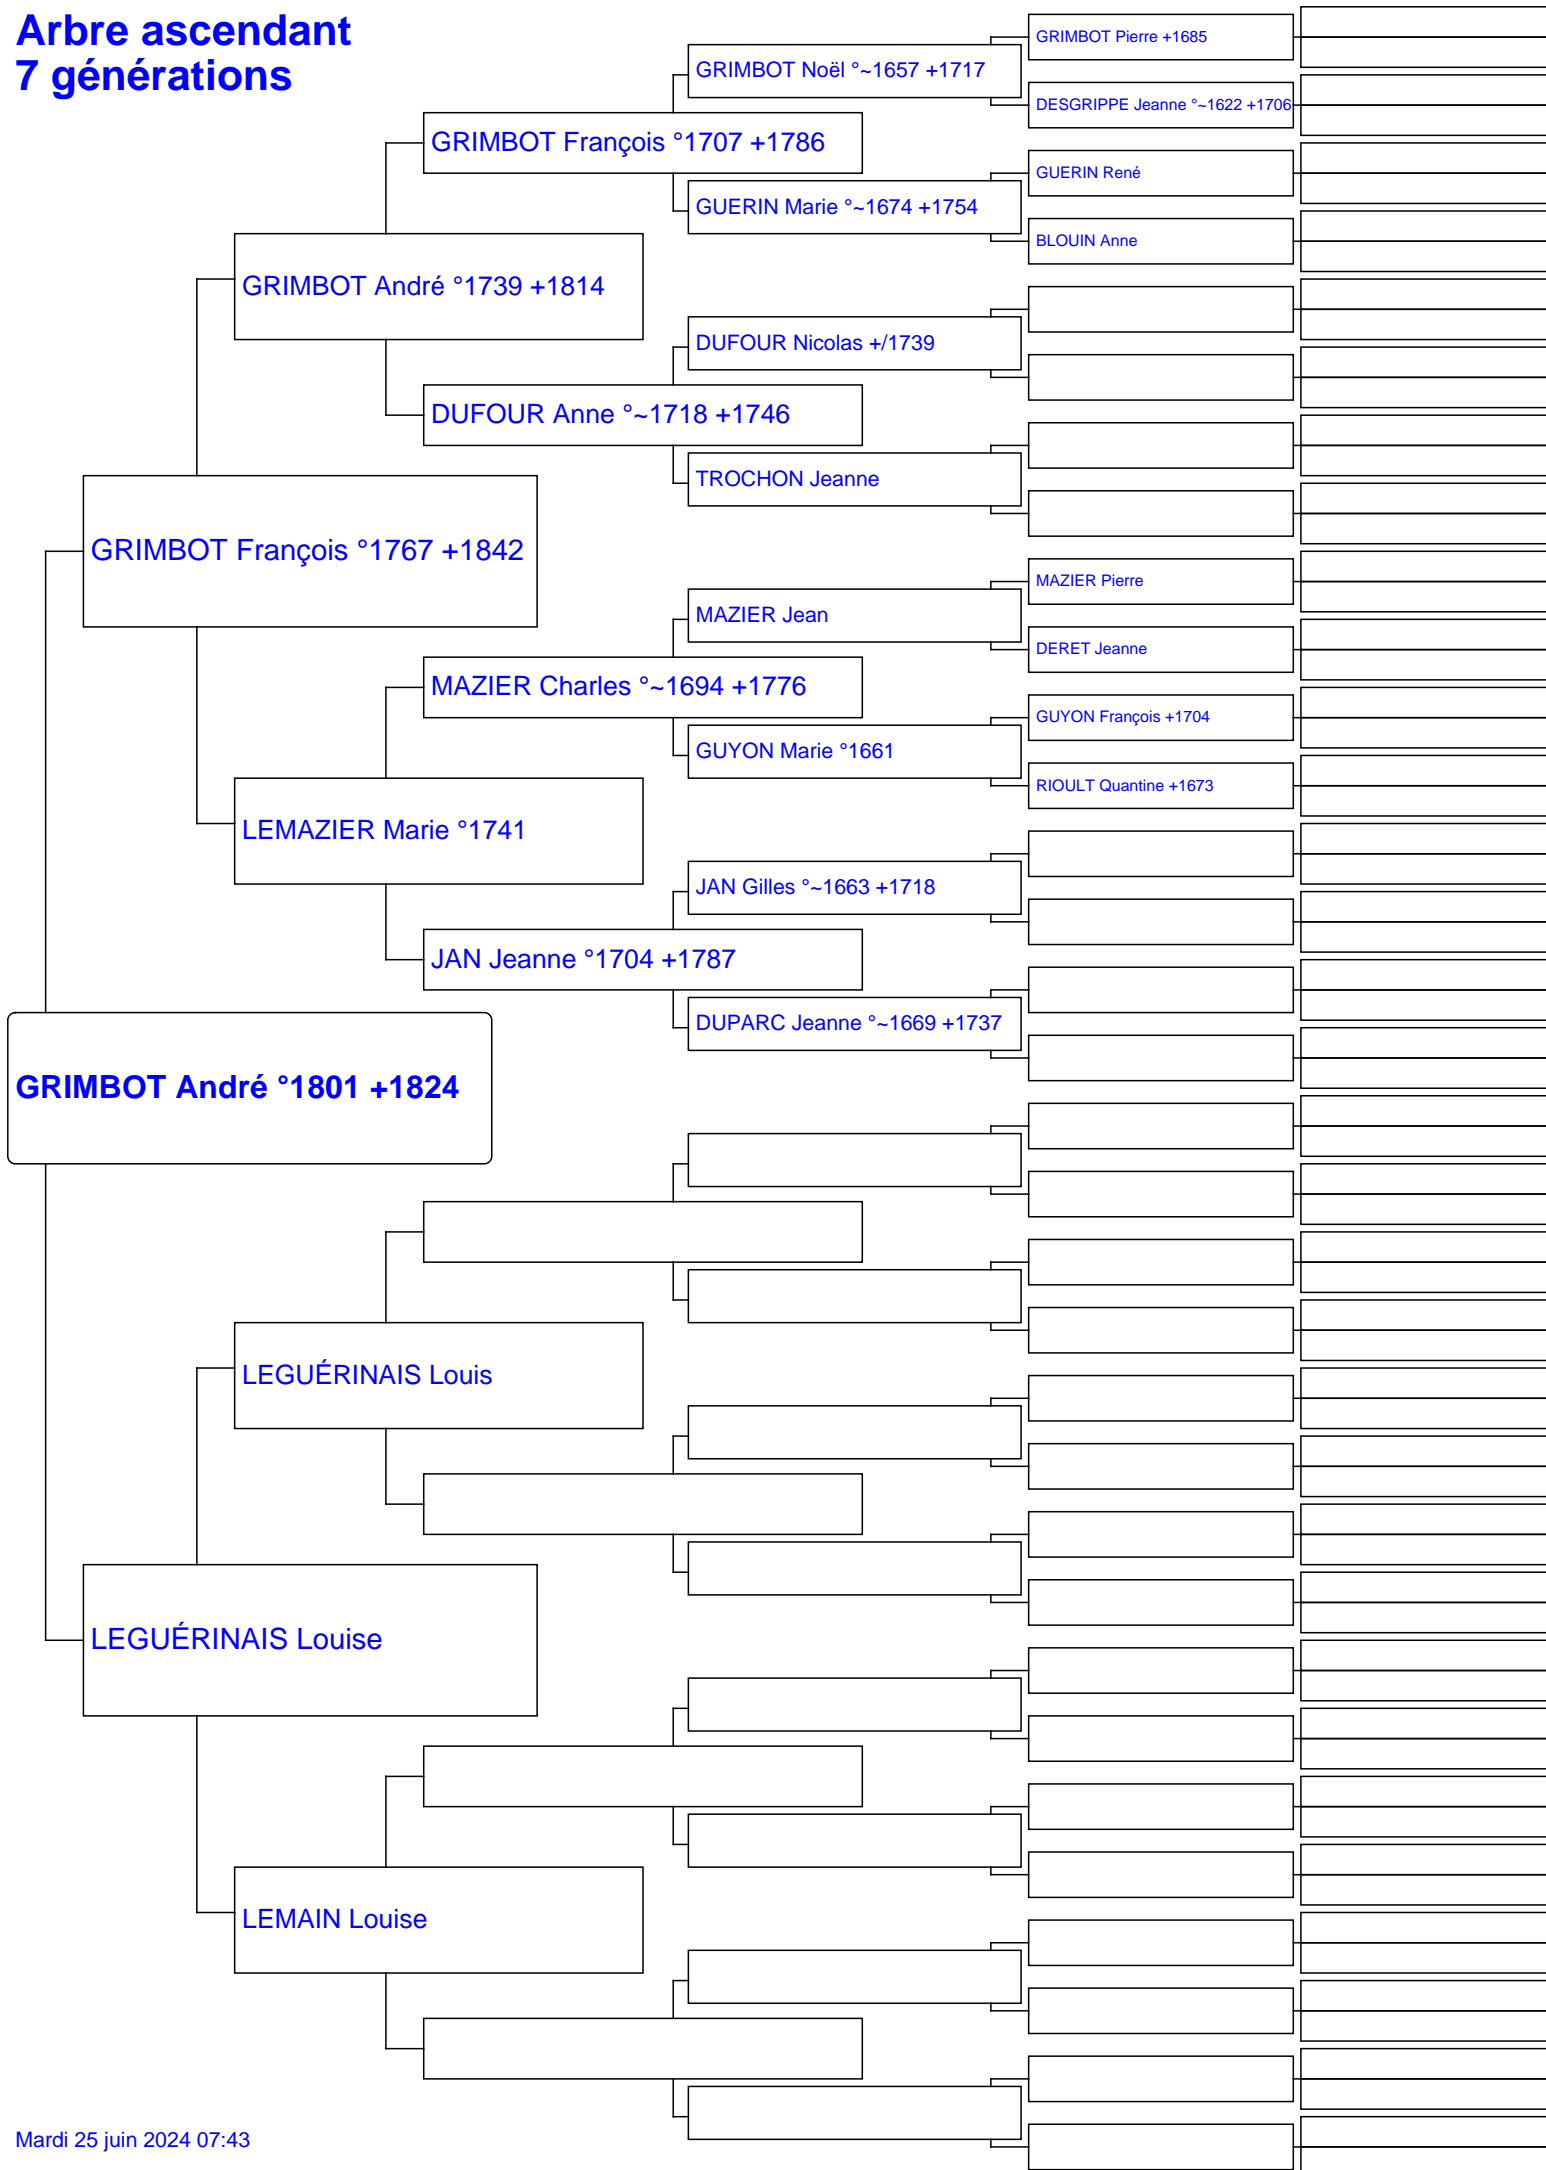 Arbre ascendant
7 générations
GRIMBOT Pierre +1685
GRIMBOT Noël °~1657 +1717
DESGRIPPE Jeanne °~1622 +1706
GRIMBOT François °1707 +1786
GUERIN René
GUERIN Marie °~1674 +1754
BLOUIN Anne
GRIMBOT André °1739 +1814
DUFOUR Nicolas +/1739
DUFOUR Anne °~1718 +1746
TROCHON Jeanne
GRIMBOT François °1767 +1842
MAZIER Pierre
MAZIER Jean
DERET Jeanne
MAZIER Charles °~1694 +1776
GUYON François +1704
GUYON Marie °1661
RIOULT Quantine +1673
LEMAZIER Marie °1741
JAN Gilles °~1663 +1718
JAN Jeanne °1704 +1787
DUPARC Jeanne °~1669 +1737
GRIMBOT André °1801 +1824
LEGUÉRINAIS Louis
LEGUÉRINAIS Louise
LEMAIN Louise
Mardi 25 juin 2024 07:43